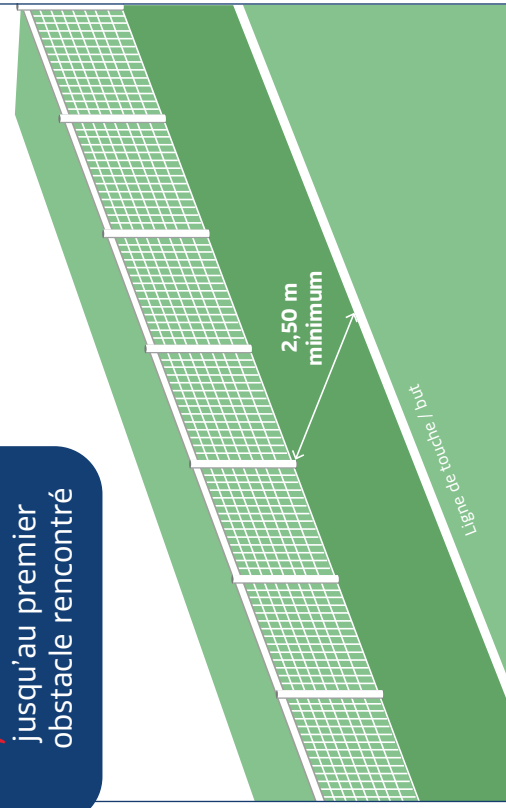 jusqu'au premier
obstacle rencontré
2,50 m
minimum
Ligne de touche / but